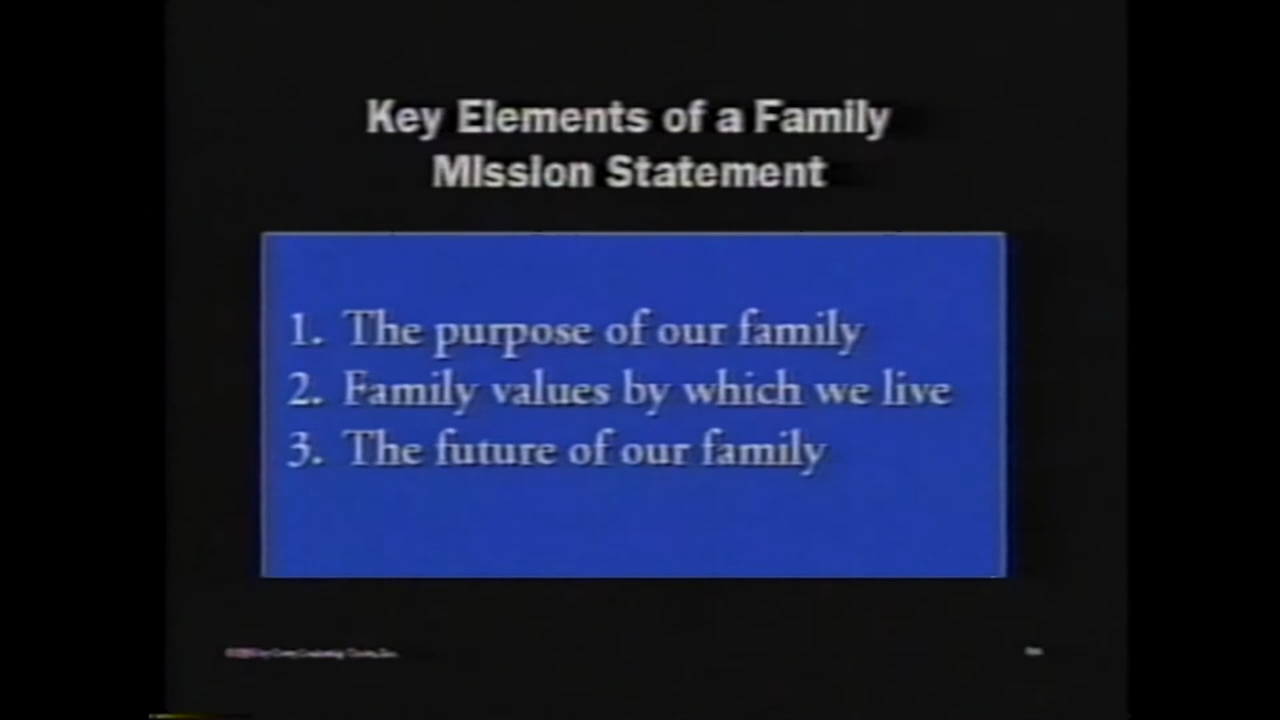 Key Elements of a Family
Mission Statement
1. The purpose of our family
2. Family values by which we live
3. The future of our family